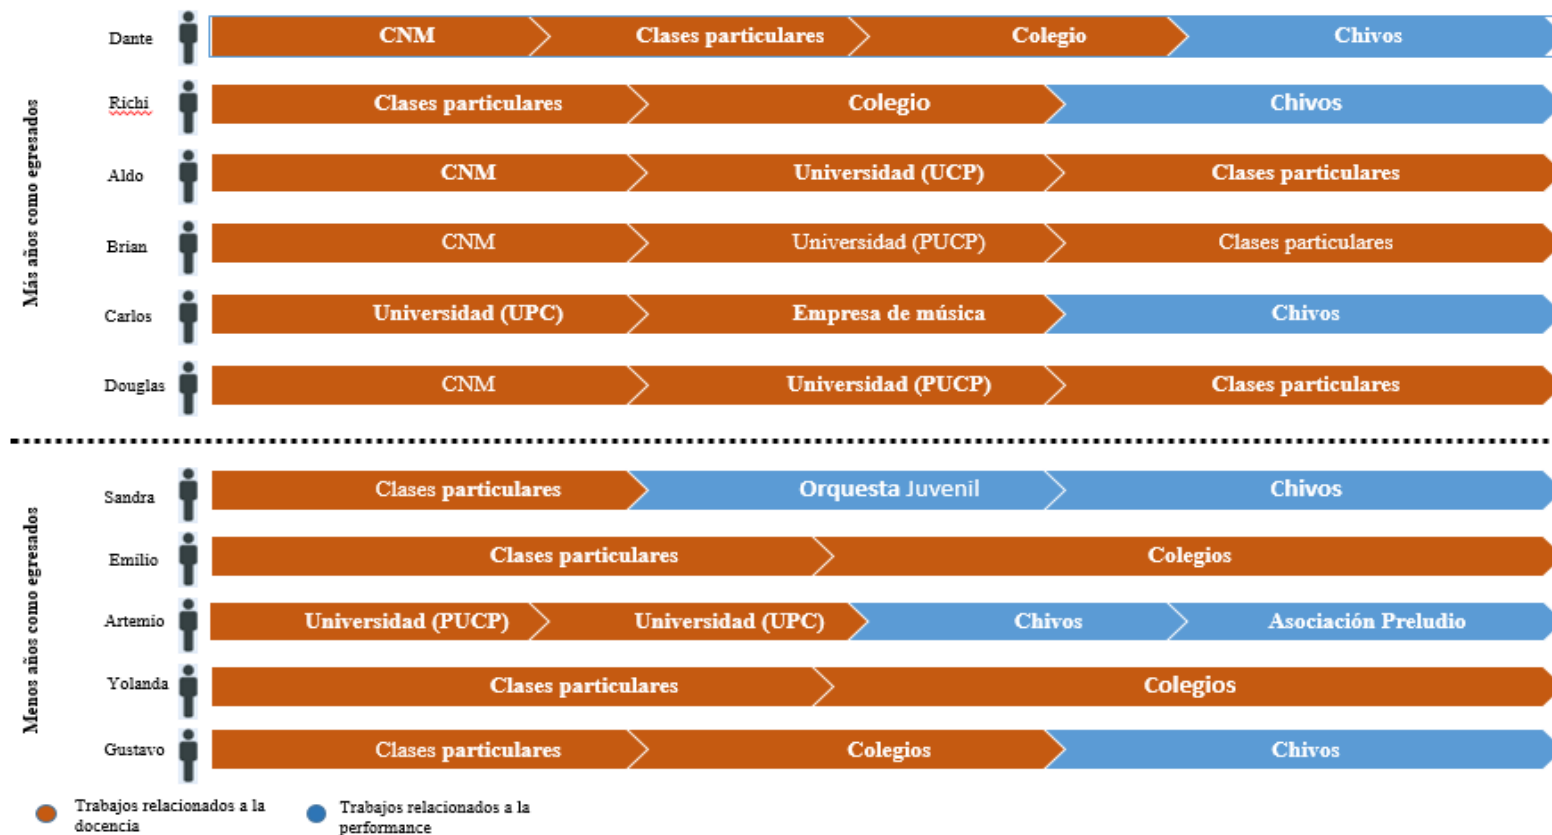 Más años como egresados
Dante CNM Clases particulares Colegio Chivos
Richi Clases particulares Colegio Chivos
Aldo CNM Universidad (UCP) Clases particulares
Brian CNM Universidad (PUCP) Clases particulares
Carlos Universidad (UPC) Empresa de música Chivos
Douglas CNM Universidad (PUCP) Clases particulares
Menos años como egresados
Sandra Clases particulares Orquesta Juvenil Chivos
Emilio Clases particulares Colegios
Artemio Universidad (PUCP) Universidad (UPC) Chivos Asociación Preludio
Yolanda Clases particulares Colegios
Gustavo Clases particulares Colegios Chivos
Trabajos relacionados a la
docencia
Trabajos relacionados a la
performance